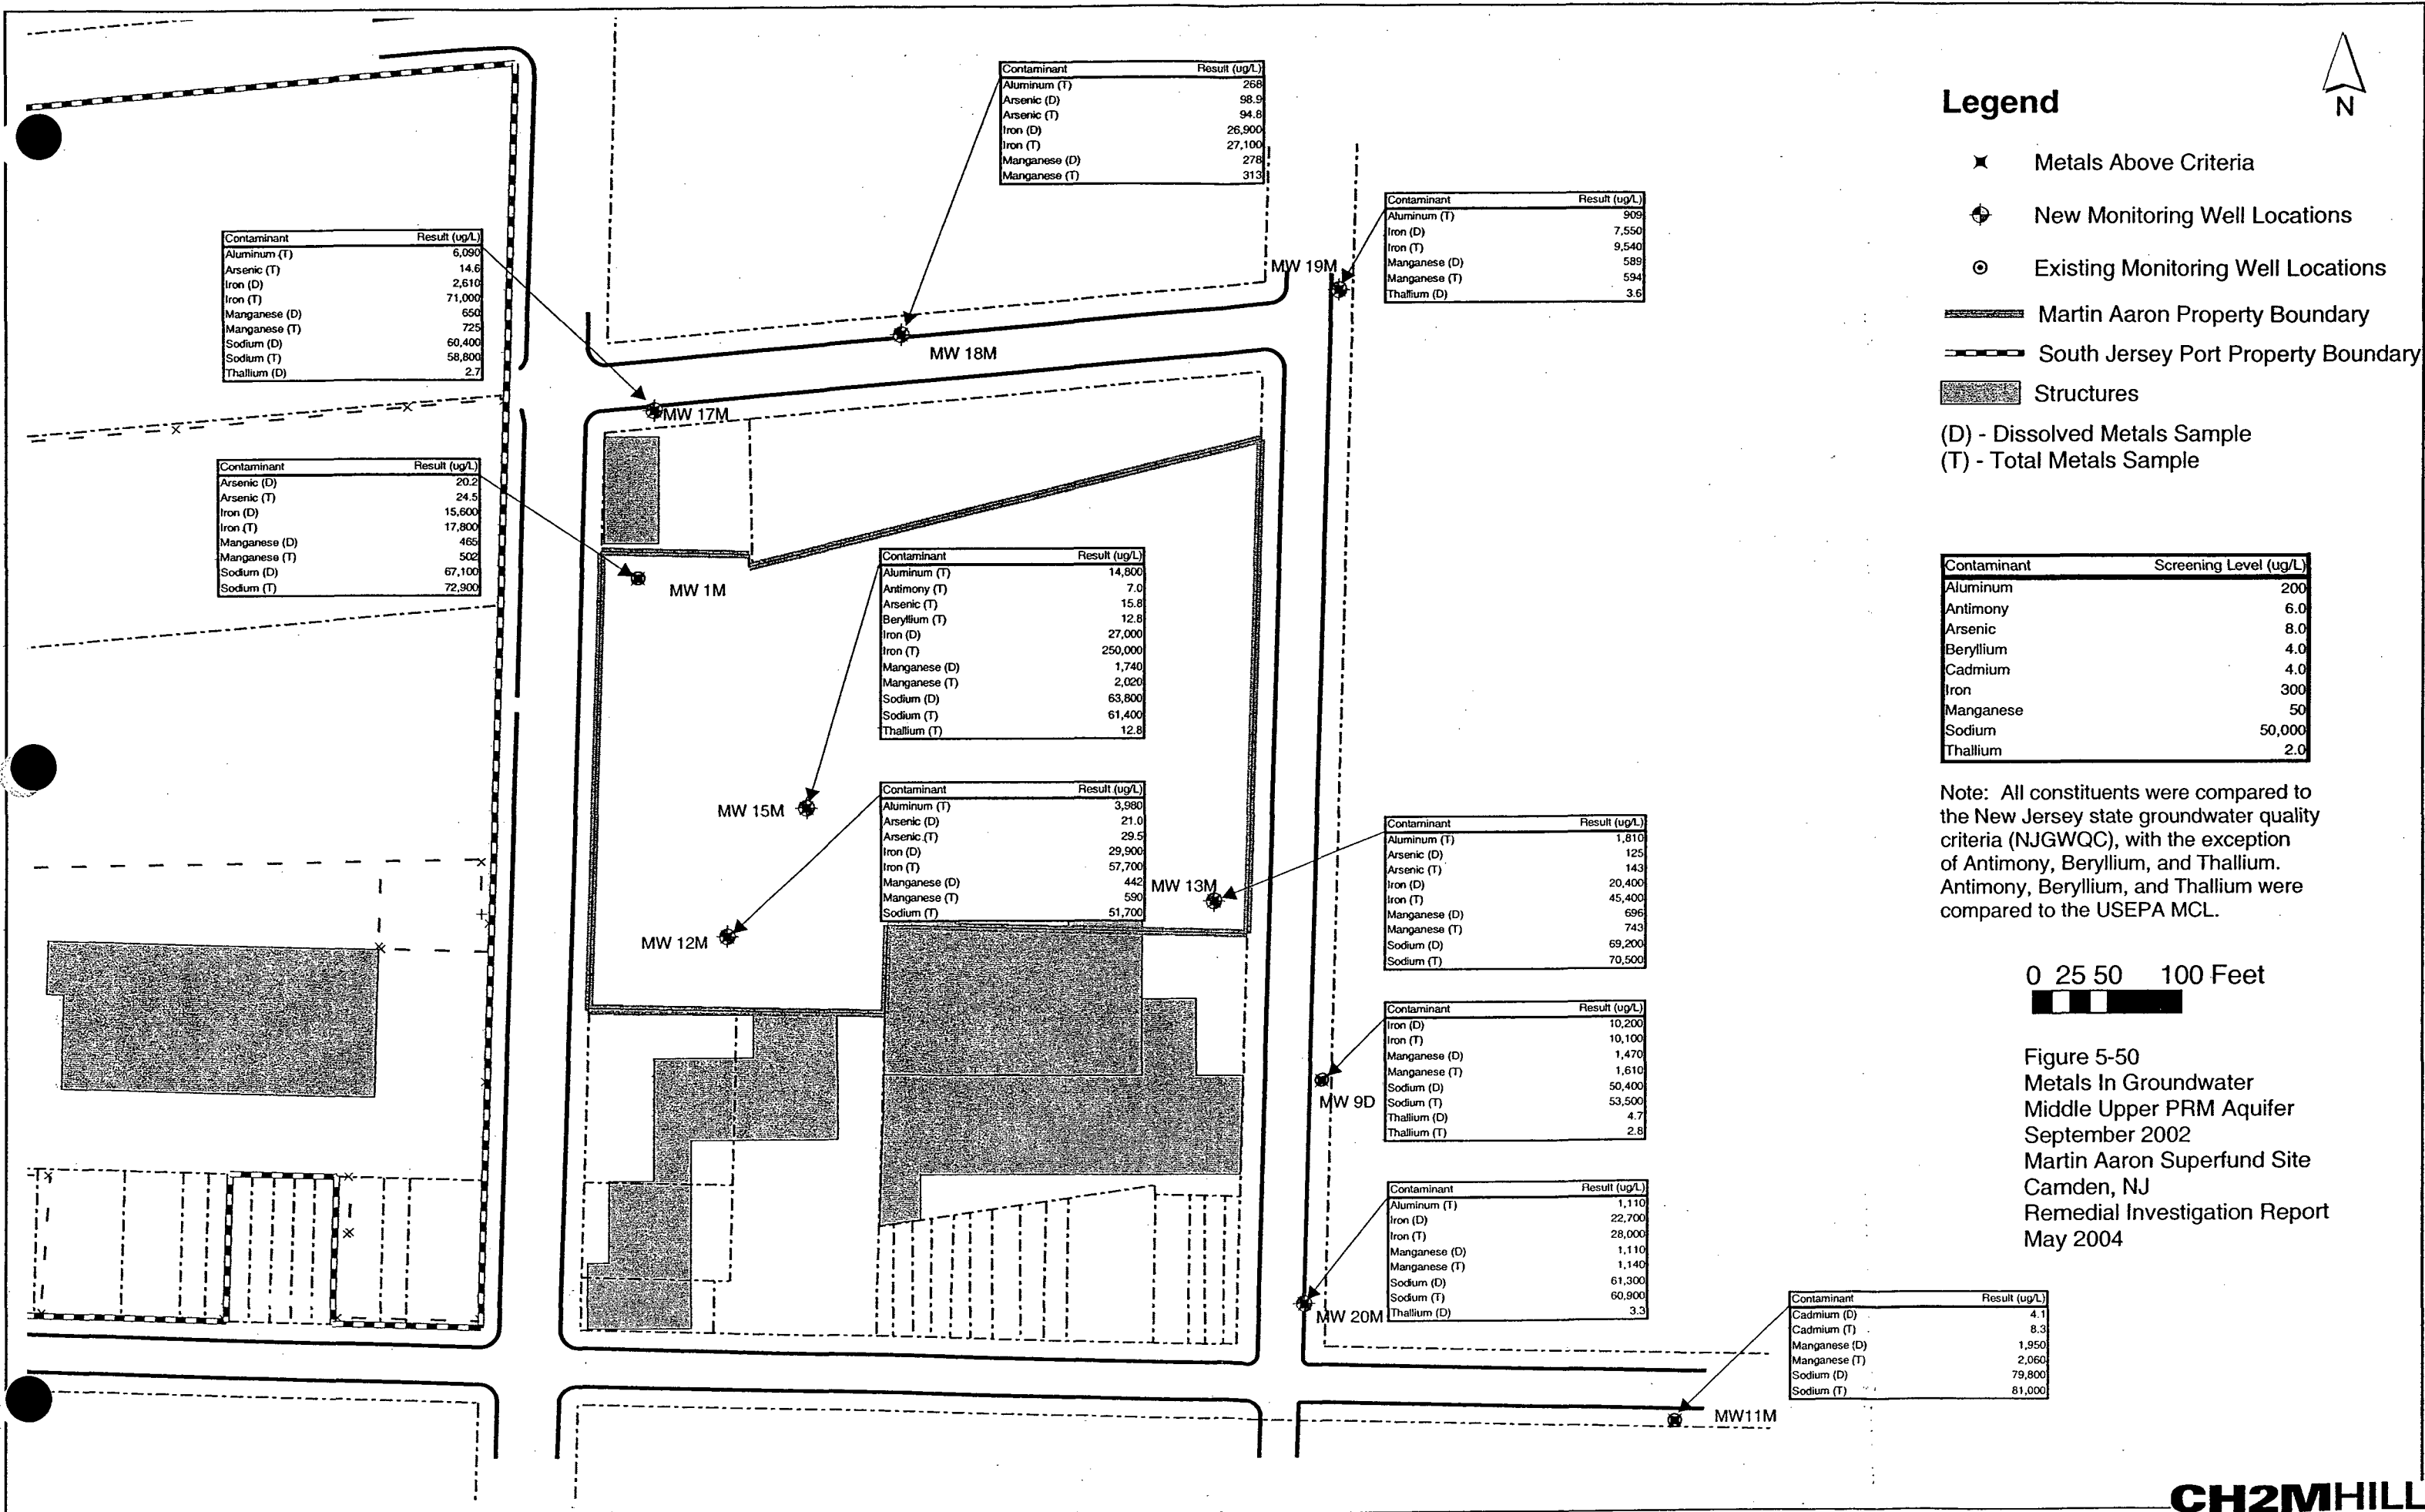 Contaminant Result (ug/L)
Aluminum (T) 268
Arsenic (D) 98.9
Arsenic (T) 94.8
Iron (D) 26,900
Iron (T) 27,100
Manganese (D) 278
Manganese (T) 313
MW 18M
Contaminant Result (ug/L)
Aluminum (T) 909
Iron (D) 7,550
Iron (T) 9,540
Manganese (D) 589
Manganese (T) 594
Thallium (D) 3.6
MW 19M
Contaminant Result (ug/L)
Aluminum (T) 6,090
Arsenic (T) 14.6
Iron (D) 2,610
Iron (T) 71,000
Manganese (D) 650
Manganese (T) 725
Sodium (D) 60,400
Sodium (T) 58,800
Thallium (D) 2.7
MW 17M
Contaminant Result (ug/L)
Arsenic (D) 20.2
Arsenic (T) 24.5
Iron (D) 15,600
Iron (T) 17,800
Manganese (D) 465
Manganese (T) 502
Sodium (D) 67,100
Sodium (T) 72,900
MW 1M
Contaminant Result (ug/L)
Aluminum (T) 14,800
Antimony (T) 7.0
Arsenic (T) 15.8
Beryllium (T) 12.8
Iron (D) 27,000
Iron (T) 250,000
Manganese (D) 1,740
Manganese (T) 2,020
Sodium (D) 63,800
Sodium (T) 61,400
Thallium (T) 12.8
MW 15M
Contaminant Result (ug/L)
Aluminum (T) 3,980
Arsenic (D) 21.0
Arsenic (T) 29.5
Iron (D) 29,900
Iron (T) 57,700
Manganese (D) 442
Manganese (T) 590
Sodium (T) 51,700
MW 12M
MW 13M
Contaminant Result (ug/L)
Aluminum (T) 1,810
Arsenic (D) 125
Arsenic (T) 143
Iron (D) 20,400
Iron (T) 45,400
Manganese (D) 696
Manganese (T) 743
Sodium (D) 69,200
Sodium (T) 70,500
Contaminant Result (ug/L)
Iron (D) 10,200
Iron (T) 10,100
Manganese (D) 1,470
Manganese (T) 1,610
Sodium (D) 50,400
Sodium (T) 53,500
Thallium (D) 4.7
Thallium (T) 2.8
MW 9D
Contaminant Result (ug/L)
Aluminum (T) 1,110
Iron (D) 22,700
Iron (T) 28,000
Manganese (D) 1,110
Manganese (T) 1,140
Sodium (D) 61,300
Sodium (T) 60,900
Thallium (D) 3.3
MW 20M
Contaminant Result (ug/L)
Cadmium (D) 4.1
Cadmium (T) 8.3
Manganese (D) 1,950
Manganese (T) 2,060
Sodium (D) 79,800
Sodium (T) 81,000
MW11M
N
Legend
Metals Above Criteria
New Monitoring Well Locations
Existing Monitoring Well Locations
Martin Aaron Property Boundary
South Jersey Port Property Boundary
Structures
(D) - Dissolved Metals Sample
(T) - Total Metals Sample
Contaminant Screening Level (ug/L)
Aluminum 200
Antimony 6.0
Arsenic 8.0
Beryllium 4.0
Cadmium 4.0
Iron 300
Manganese 50
Sodium 50,000
Thallium 2.0
Note: All constituents were compared to
the New Jersey state groundwater quality
criteria (NJGWQC), with the exception
of Antimony, Beryllium, and Thallium.
Antimony, Beryllium, and Thallium were
compared to the USEPA MCL.
0 25 50 100 Feet
Figure 5-50
Metals In Groundwater
Middle Upper PRM Aquifer
September 2002
Martin Aaron Superfund Site
Camden, NJ
Remedial Investigation Report
May 2004
CH2MHILL